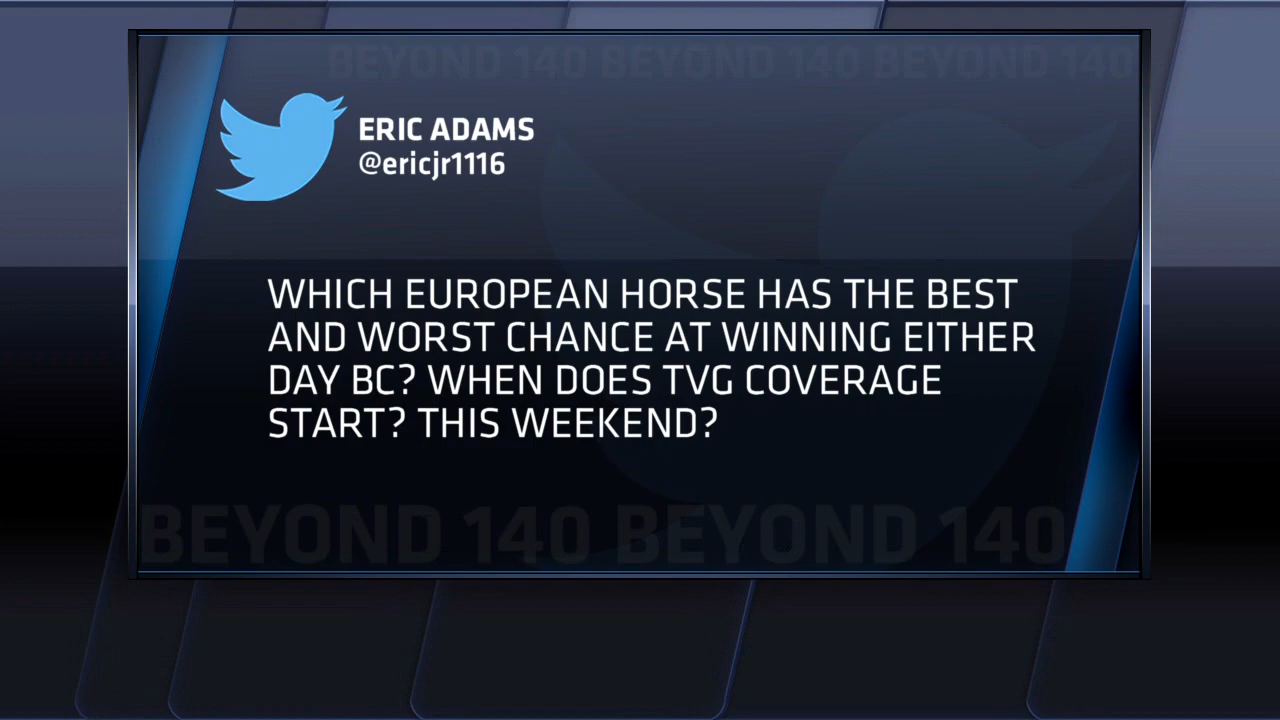 BEYOND 140 BEYOND 140 BEYOND 140
ERIC ADAMS
@ericjr1116
WHICH EUROPEAN HORSE HAS THE BEST
AND WORST CHANCE AT WINNING EITHER
DAY BC? WHEN DOES TVG COVERAGE
START? THIS WEEKEND?
BEYOND 140 BEYOND 140